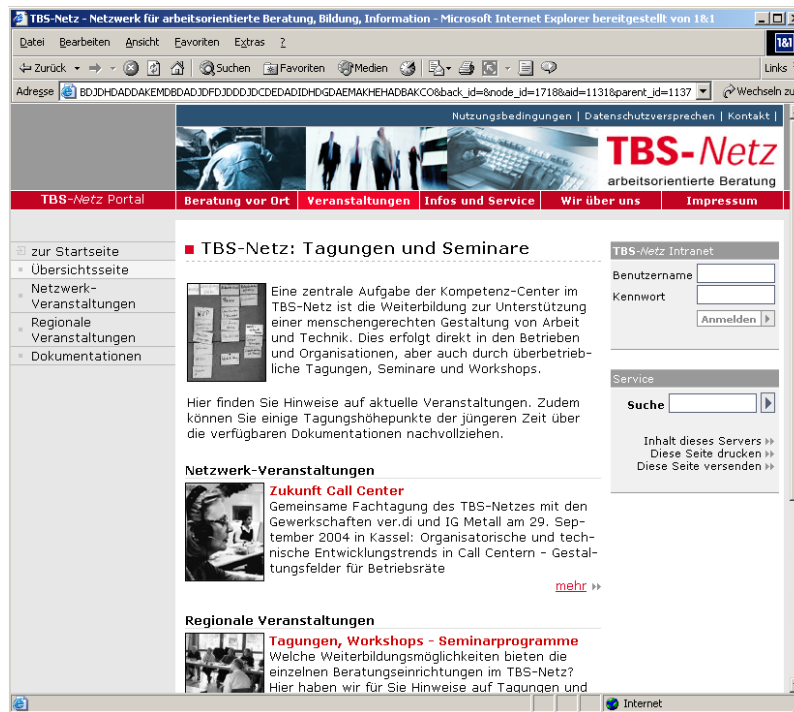 TBS-Netz - Netzwerk für arbeitsorientierte Beratung, Bildung, Information - Microsoft Internet Explorer bereitgestellt von 1&1
Datei Bearbeiten Ansicht Favoriten Extras ?
1&1
Zurück Suchen Favoriten Medien Links
Adresse BDJDHDADDAKEMDBDADJDFDJDDDJDCDEDADIDHDGDAEMAKHEHADBAKCO&back_id=&node_id=1718&aid=1131&parent_id=1137 Wechseln zu
Nutzungsbedingungen | Datenschutzversprechen | Kontakt |
TBS-Netz
arbeitsorientierte Beratung
TBS-Netz Portal
Beratung vor Ort Veranstaltungen Infos und Service Wir über uns Impressum
zur Startseite
Übersichtsseite
Netzwerk-
Veranstaltungen
Regionale
Veranstaltungen
Dokumentationen
TBS-Netz: Tagungen und Seminare
Eine zentrale Aufgabe der Kompetenz-Center im
TBS-Netz ist die Weiterbildung zur Unterstützung
einer menschengerechten Gestaltung von Arbeit
und Technik. Dies erfolgt direkt in den Betrieben
und Organisationen, aber auch durch überbetrieb-
liche Tagungen, Seminare und Workshops.
Hier finden Sie Hinweise auf aktuelle Veranstaltungen. Zudem
können Sie einige Tagungshöhepunkte der jüngeren Zeit über
die verfügbaren Dokumentationen nachvollziehen.
Netzwerk-Veranstaltungen
Zukunft Call Center
Gemeinsame Fachtagung des TBS-Netzes mit den
Gewerkschaften ver.di und IG Metall am 29. Sep-
tember 2004 in Kassel: Organisatorische und tech-
nische Entwicklungstrends in Call Centern - Gestal-
tungsfelder für Betriebsräte
mehr
Regionale Veranstaltungen
Tagungen, Workshops - Seminarprogramme
Welche Weiterbildungsmöglichkeiten bieten die
einzelnen Beratungseinrichtungen im TBS-Netz?
Hier haben wir für Sie Hinweise auf Tagungen und
TBS-Netz Intranet
Benutzername
Kennwort
Anmelden
Service
Suche
Inhalt dieses Servers
Diese Seite drucken
Diese Seite versenden
Internet